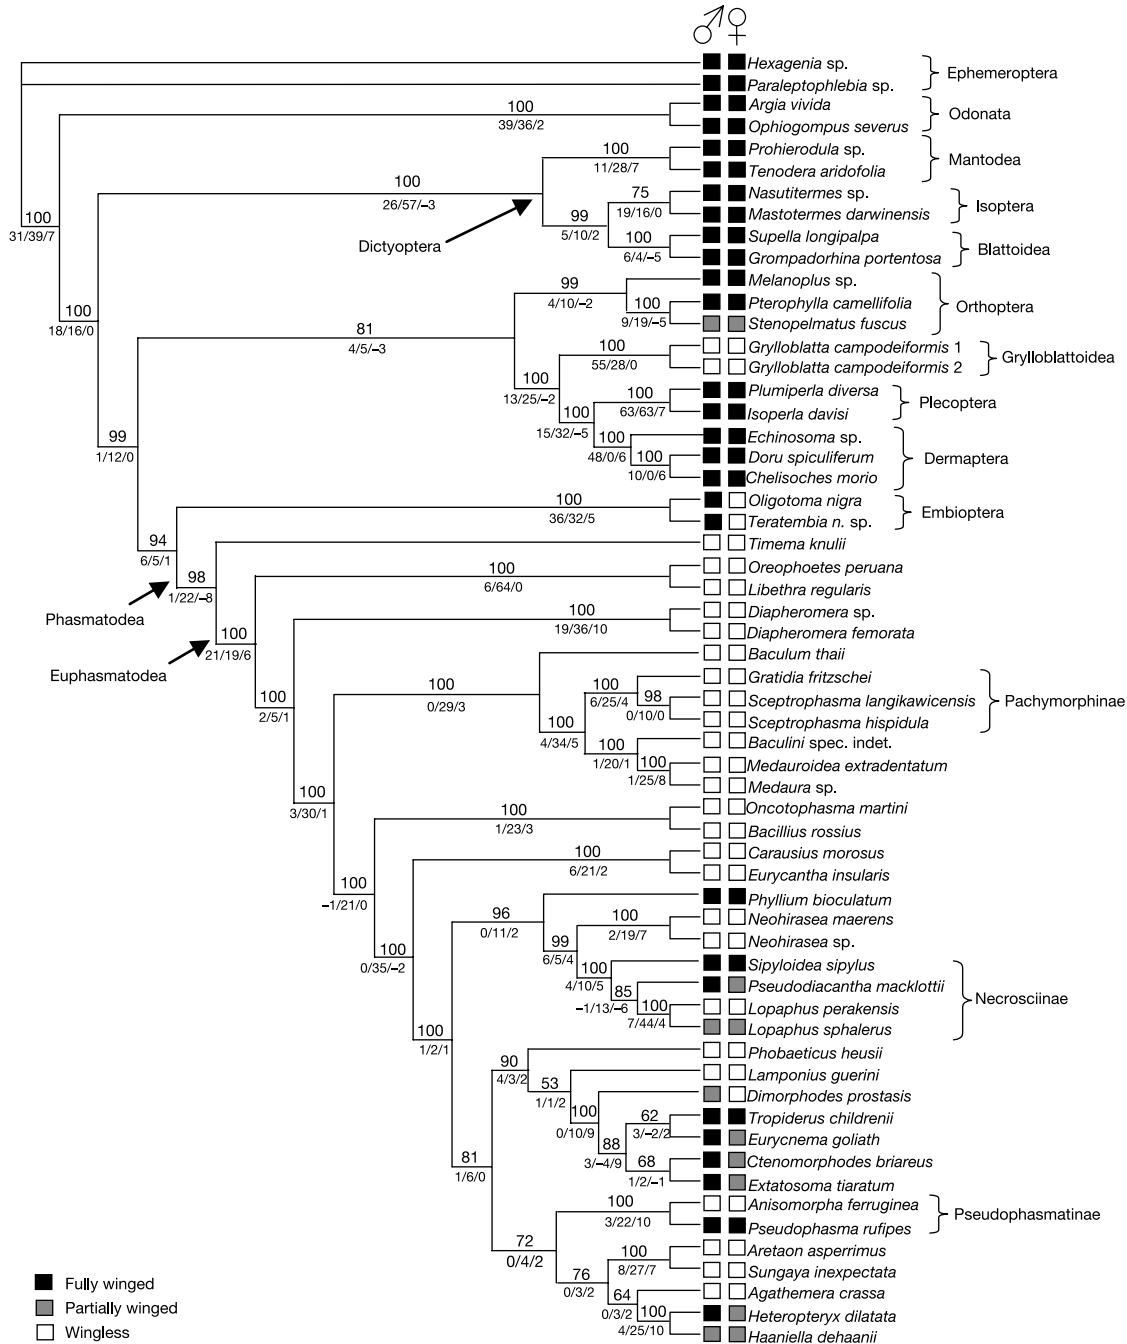 ♂ ♀
Hexagenia sp.
Ephemeroptera
Paraleptophlebia sp.
100
39/36/2
Argia vivida
Odonata
Ophiogompus severus
100
11/28/7
Prohierodula sp.
Mantodea
Tenodera aridofolia
100
26/57/–3
Dictyoptera
75
19/16/0
Nasutitermes sp.
Isoptera
Mastotermes darwinensis
99
5/10/2
100
6/4/–5
Supella longipalpa
Blattoidea
Grompadorhina portentosa
100
31/39/7
99
4/10/–2
Melanoplus sp.
100
9/19/–5
Pterophylla camellifolia
Orthoptera
Stenopelmatus fuscus
100
18/16/0
81
4/5/–3
100
55/28/0
Grylloblatta campodeiformis 1
Grylloblattoidea
Grylloblatta campodeiformis 2
100
13/25/–2
100
63/63/7
Plumiperla diversa
Plecoptera
Isoperla davisi
100
15/32/–5
100
48/0/6
Echinosoma sp.
100
10/0/6
Doru spiculiferum
Dermaptera
Chelisoches morio
99
1/12/0
100
36/32/5
Oligotoma nigra
Embioptera
Teratembia n. sp.
94
6/5/1
Timema knulii
98
1/22/–8
Phasmatodea
100
6/64/0
Oreophoetes peruana
Libethra regularis
100
21/19/6
Euphasmatodea
100
19/36/10
Diapheromera sp.
Diapheromera femorata
100
2/5/1
100
0/29/3
Baculum thaii
100
6/25/4
Gratidia fritzschei
98
0/10/0
Sceptrophasma langikawicensis
Pachymorphinae
Sceptrophasma hispidula
100
4/34/5
100
1/20/1
Baculini spec. indet.
100
1/25/8
Medauroidea extradentatum
Medaura sp.
100
3/30/1
100
1/23/3
Oncotophasma martini
Bacillius rossius
100
–1/21/0
100
6/21/2
Carausius morosus
Eurycantha insularis
100
0/35/–2
96
0/11/2
Phyllium bioculatum
99
6/5/4
100
2/19/7
Neohirasea maerens
Neohirasea sp.
100
4/10/5
Sipyloidea sipylus
85
–1/13/–6
Pseudodiacantha macklottii
Necrosciinae
100
7/44/4
Lopaphus perakensis
Lopaphus sphalerus
100
1/2/1
90
4/3/2
Phobaeticus heusii
53
1/1/2
Lamponius guerini
100
0/10/9
Dimorphodes prostasis
88
3/–4/9
62
3/–2/2
Tropiderus childrenii
Eurycnema goliath
68
1/2/–1
Ctenomorphodes briareus
Extatosoma tiaratum
81
1/6/0
100
3/22/10
Anisomorpha ferruginea
Pseudophasmatinae
Pseudophasma rufipes
72
0/4/2
100
8/27/7
Aretaon asperrimus
Sungaya inexpectata
76
0/3/2
64
0/3/2
Agathemera crassa
100
4/25/10
Heteropteryx dilatata
Haaniella dehaanii
Fully winged
Partially winged
Wingless